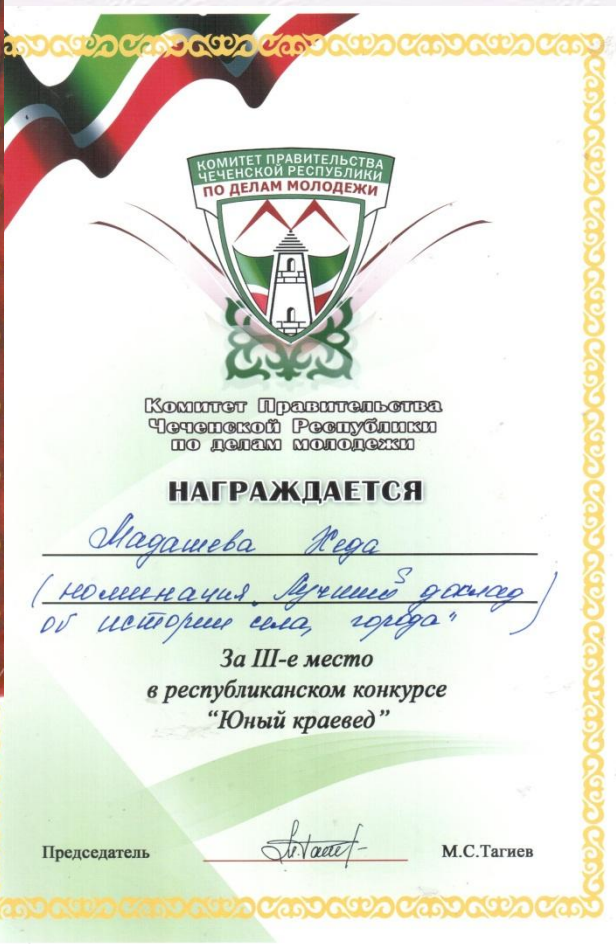 КОМИТЕТ ПРАВИТЕЛЬСТВА
ЧЕЧЕНСКОЙ РЕСПУБЛИКИ
ПО ДЕЛАМ МОЛОДЕЖИ
Комитет Правительства
Чеченской Республики
по делам молодежи
НАГРАЖДАЕТСЯ
Мадашева Хеда
(номинация „Лучший доклад
об истории села, города“)
За III-е место
в республиканском конкурсе
“Юный краевед”
Председатель М.С.Тагиев